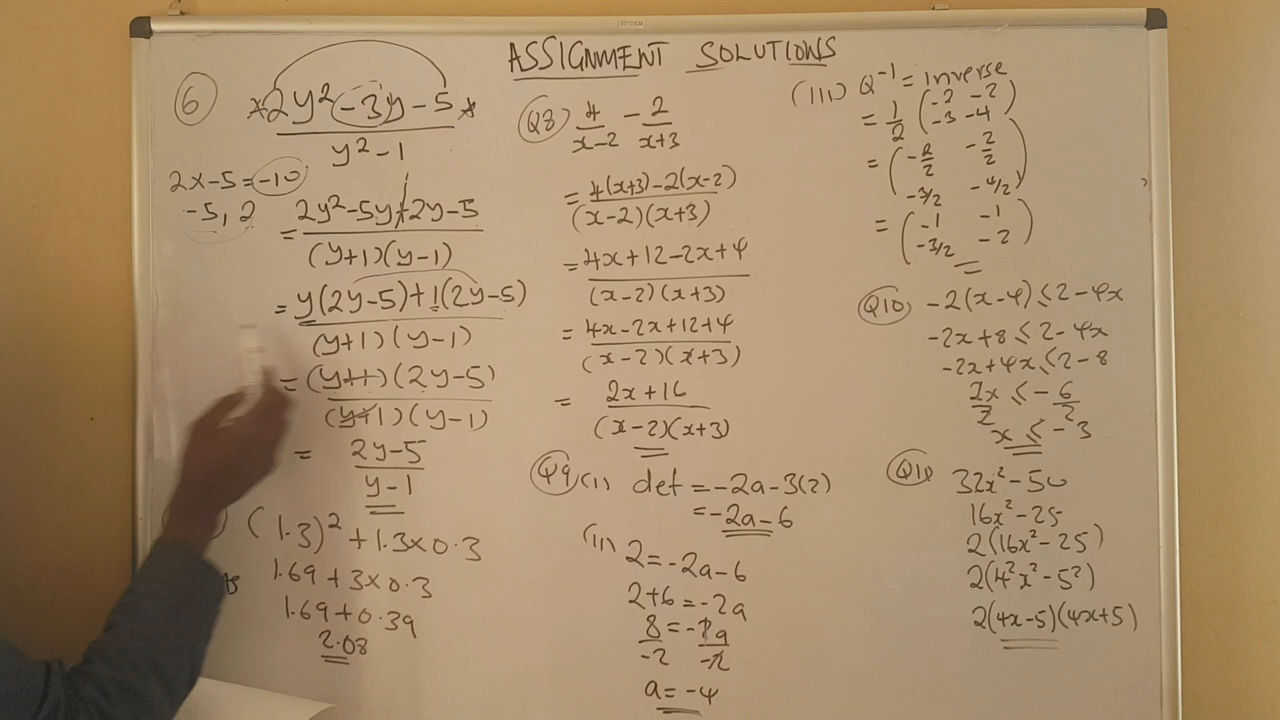 ASSIGNMENT SOLUTIONS
(6) *2y² -3y - 5*
y² - 1
2x-5 = -10
-5, 2
= 2y² - 5y + 2y - 5
(y+1)(y-1)
= y(2y-5) + 1(2y-5)
(y+1)(y-1)
= (y+1)(2y-5)
(y+1)(y-1)
= 2y-5
y-1
(1.3)² + 1.3×0.3
1.69 + 3×0.3
1.69+0.39
2.08
Q8) 4/x-2 - 2/x+3
= 4(x+3)-2(x-2)
(x-2)(x+3)
= 4x+12-2x+4
(x-2)(x+3)
= 4x-2x+12+4
(x-2)(x+3)
= 2x+16
(x-2)(x+3)
Q9 (i) det = -2a-3(2)
= -2a-6
(ii) 2 = -2a-6
2+6 = -2a
8/-2 = -2a/-2
a = -4
(iii) Q⁻¹ = inverse
= 1/2 (-2 -2
-3 -4)
= (-2/2 -2/2
-3/2 -4/2)
= (-1 -1
-3/2 -2)
Q10 -2(x-4) ≤ 2-4x
-2x+8 ≤ 2-4x
-2x+4x ≤ 2-8
2x/2 ≤ -6/2
x ≤ -3
Q11 32x²-50
16x²-25
2(16x²-25)
2(4²x²-5²)
2(4x-5)(4x+5)